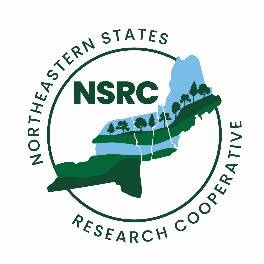 NORTHEASTERN STATES
NSRC
RESEARCH COOPERATIVE